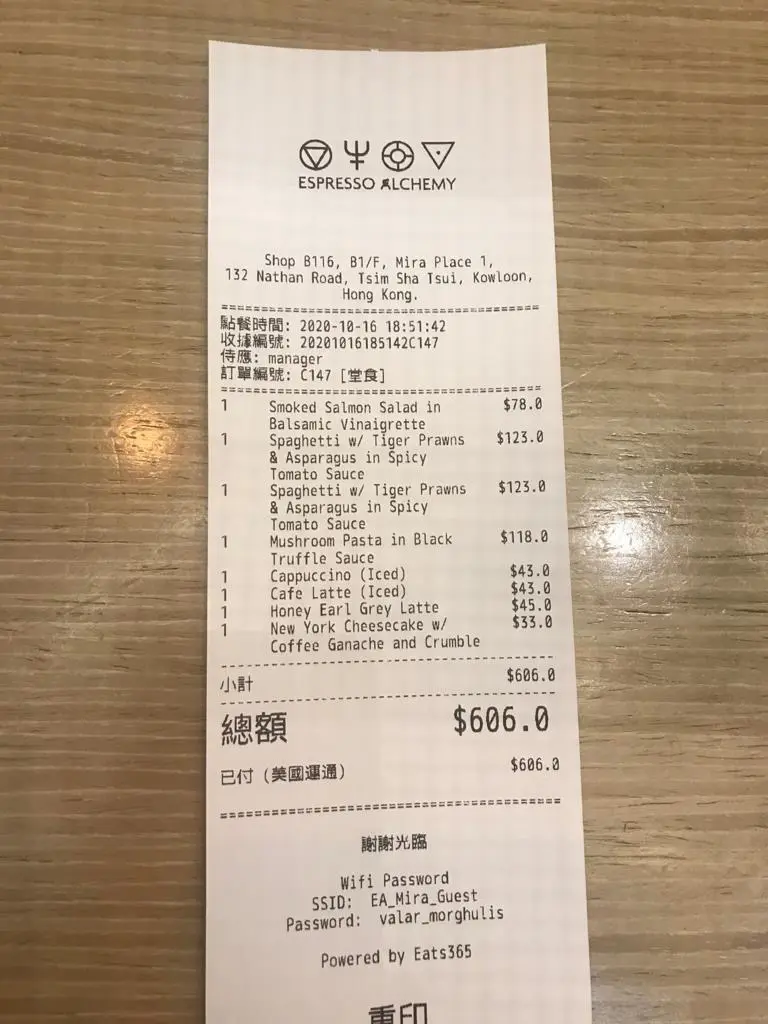 ESPRESSO ALCHEMY
Shop B116, B1/F, Mira Place 1,
132 Nathan Road, Tsim Sha Tsui, Kowloon,
Hong Kong.
點餐時間: 2020-10-16 18:51:42
收據編號: 20201016185142C147
侍應: manager
訂單編號: C147 [堂食]
1 Smoked Salmon Salad in $78.0
Balsamic Vinaigrette
1 Spaghetti w/ Tiger Prawns $123.0
& Asparagus in Spicy
Tomato Sauce
1 Spaghetti w/ Tiger Prawns $123.0
& Asparagus in Spicy
Tomato Sauce
1 Mushroom Pasta in Black $118.0
Truffle Sauce
1 Cappuccino (Iced) $43.0
1 Cafe Latte (Iced) $43.0
1 Honey Earl Grey Latte $45.0
1 New York Cheesecake w/ $33.0
Coffee Ganache and Crumble
小計 $606.0
總額 $606.0
已付 (美國運通) $606.0
謝謝光臨
Wifi Password
SSID: EA_Mira_Guest
Password: valar_morghulis
Powered by Eats365
重印